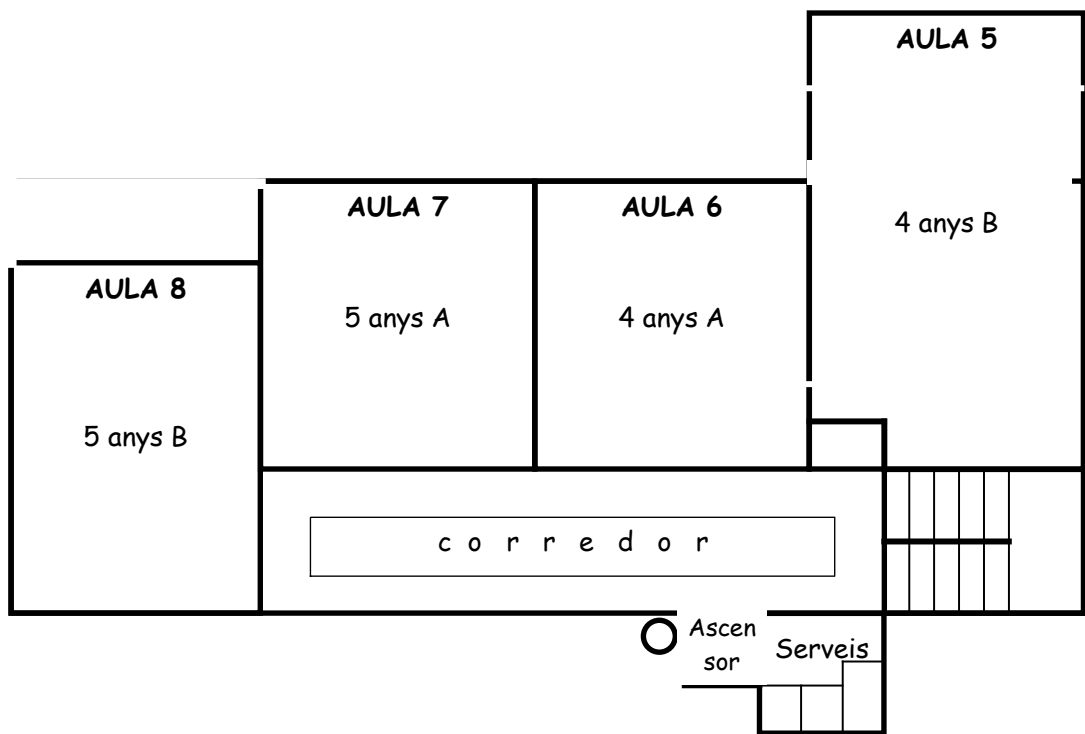 AULA 5
4 anys B
AULA 7
5 anys A
AULA 6
4 anys A
AULA 8
5 anys B
c o r r e d o r
Ascen
sor
Serveis